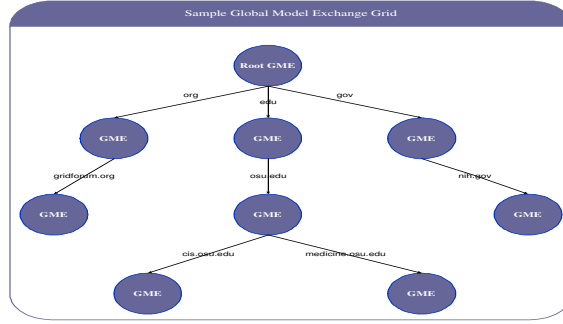 Sample Global Model Exchange Grid
Root GME
org
edu
gov
GME
GME
GME
gridforum.org
osu.edu
nih.gov
GME
GME
GME
cis.osu.edu
medicine.osu.edu
GME
GME